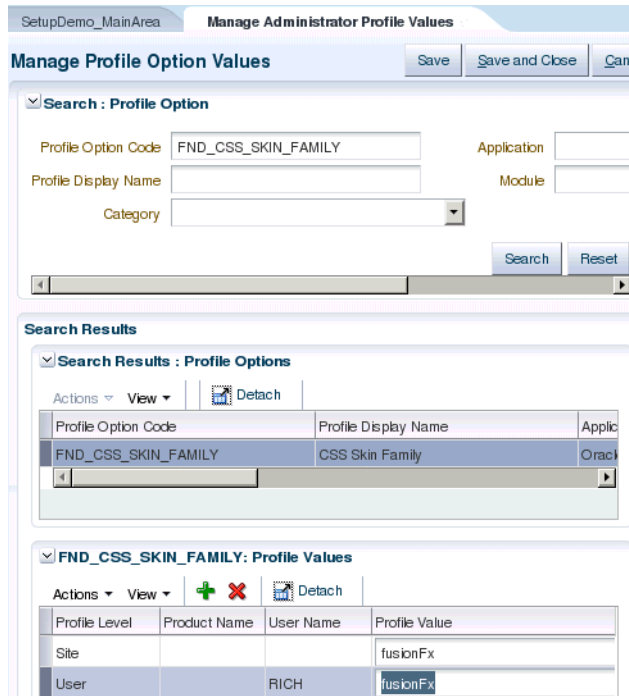 SetupDemo_MainArea Manage Administrator Profile Values
Manage Profile Option Values Save Save and Close Can
Search : Profile Option
Profile Option Code FND_CSS_SKIN_FAMILY Application
Profile Display Name Module
Category
Search Reset
Search Results
Search Results : Profile Options
Actions View Detach
Profile Option Code Profile Display Name Applic
FND_CSS_SKIN_FAMILY CSS Skin Family Orack
FND_CSS_SKIN_FAMILY: Profile Values
Actions View Detach
Profile Level Product Name User Name Profile Value
Site fusionFx
User RICH fusionFx